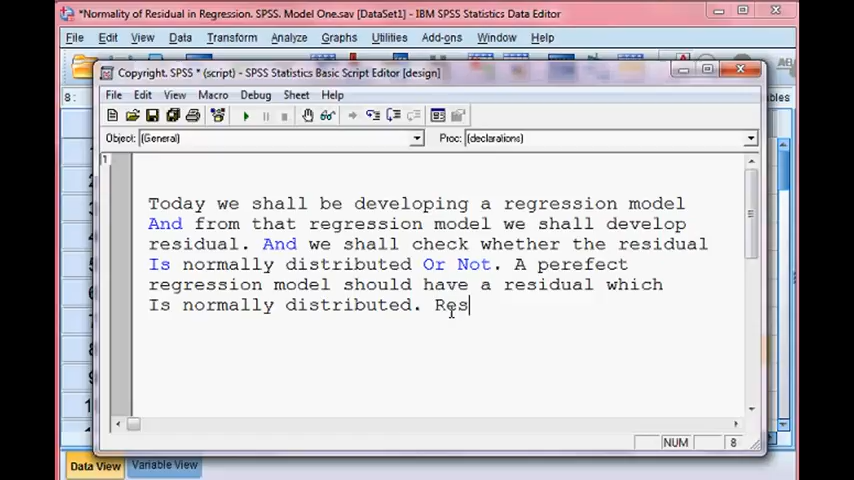 *Normality of Residual in Regression. SPSS. Model One.sav [DataSet1] - IBM SPSS Statistics Data Editor
File Edit View Data Transform Analyze Graphs Utilities Add-ons Window Help
Copyright. SPSS * (script) - SPSS Statistics Basic Script Editor [design]
File Edit View Macro Debug Sheet Help
8 :
Object: (General) Proc: (declarations)
1
Today we shall be developing a regression model
And from that regression model we shall develop
residual. And we shall check whether the residual
Is normally distributed Or Not. A perefect
regression model should have a residual which
Is normally distributed. Res
NUM 8
Data View Variable View